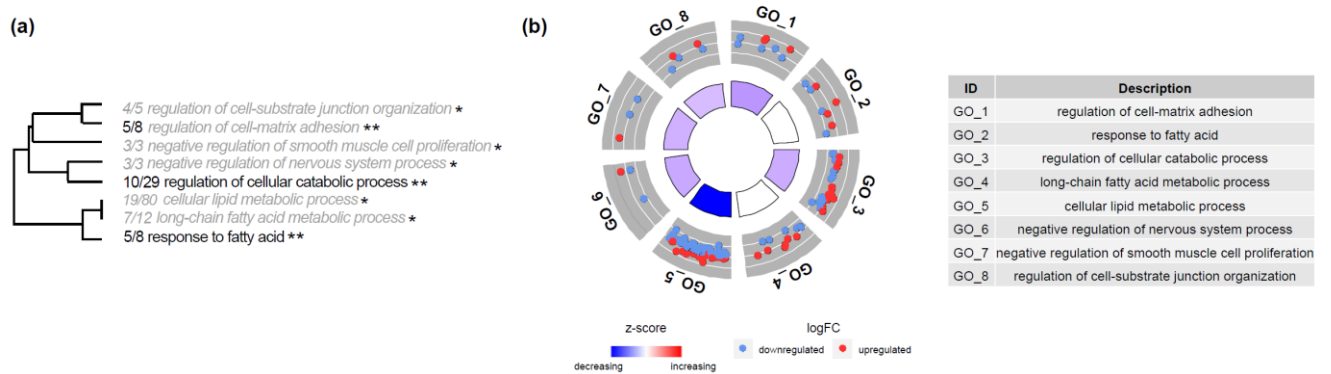 (a)
4/5 regulation of cell-substrate junction organization *
5/8 regulation of cell-matrix adhesion **
3/3 negative regulation of smooth muscle cell proliferation *
3/3 negative regulation of nervous system process *
10/29 regulation of cellular catabolic process **
19/80 cellular lipid metabolic process *
7/12 long-chain fatty acid metabolic process *
5/8 response to fatty acid **
(b)
GO_1
GO_2
GO_3
GO_4
GO_5
GO_6
GO_7
GO_8
z-score
decreasing increasing
logFC
downregulated upregulated
ID Description
GO_1 regulation of cell-matrix adhesion
GO_2 response to fatty acid
GO_3 regulation of cellular catabolic process
GO_4 long-chain fatty acid metabolic process
GO_5 cellular lipid metabolic process
GO_6 negative regulation of nervous system process
GO_7 negative regulation of smooth muscle cell proliferation
GO_8 regulation of cell-substrate junction organization